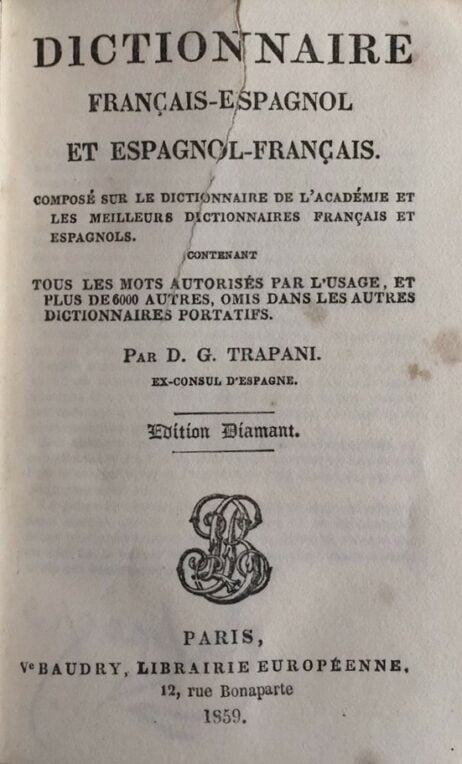 DICTIONNAIRE
FRANÇAIS-ESPAGNOL
ET ESPAGNOL-FRANÇAIS.
COMPOSÉ SUR LE DICTIONNAIRE DE L'ACADÉMIE ET
LES MEILLEURS DICTIONNAIRES FRANÇAIS ET
ESPAGNOLS.
CONTENANT
TOUS LES MOTS AUTORISÉS PAR L'USAGE, ET
PLUS DE 6000 AUTRES, OMIS DANS LES AUTRES
DICTIONNAIRES PORTATIFS.
PAR D. G. TRAPANI.
EX-CONSUL D'ESPAGNE.
Edition Diamant.
PARIS,
Ve BAUDRY, LIBRAIRIE EUROPÉENNE,
12, rue Bonaparte
1859.